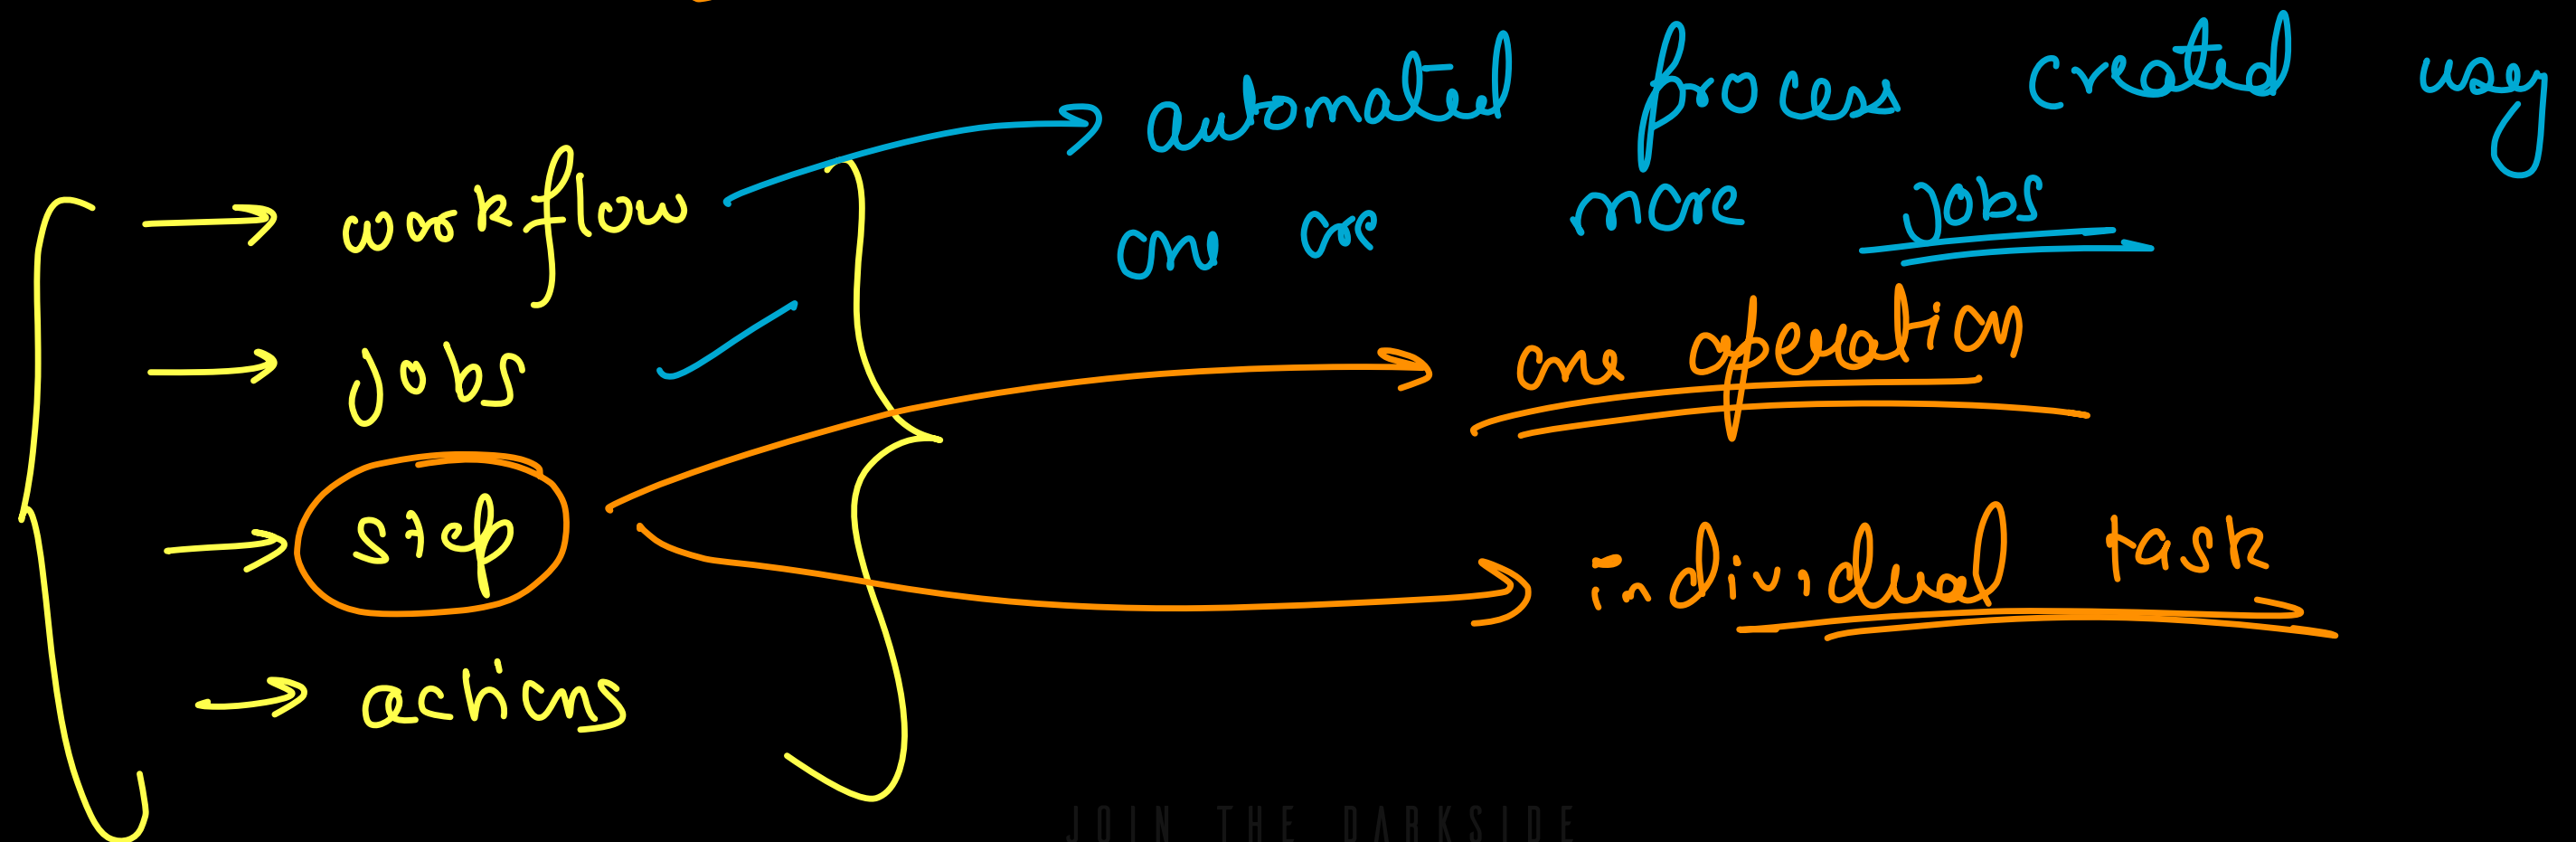 automated process created using
→ workflow
one or more jobs
→ jobs
one operation
→ step
individual task
→ actions
JOIN THE DARKSIDE